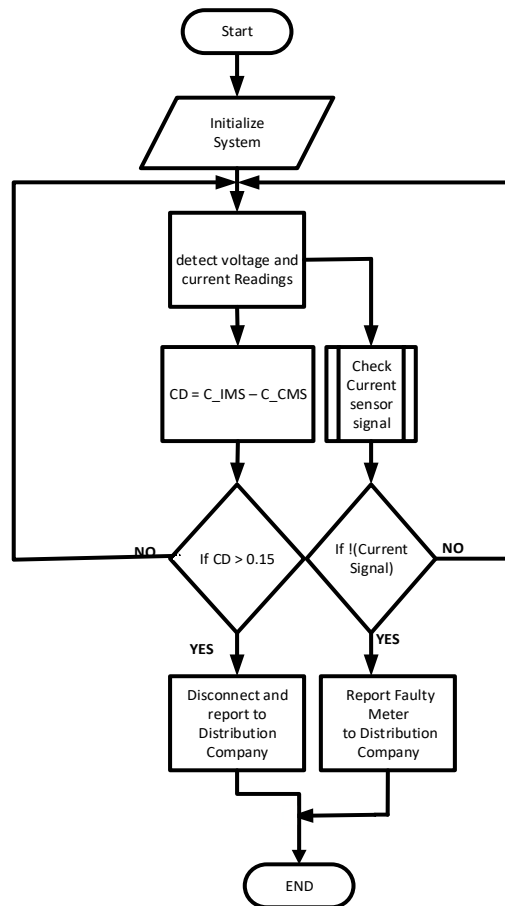 Start
Initialize
System
detect voltage and
current Readings
CD = C_IMS – C_CMS
Check
Current
sensor
signal
NO
If CD > 0.15
If !(Current
Signal)
NO
YES
YES
Disconnect and
report to
Distribution
Company
Report Faulty
Meter
to Distribution
Company
END